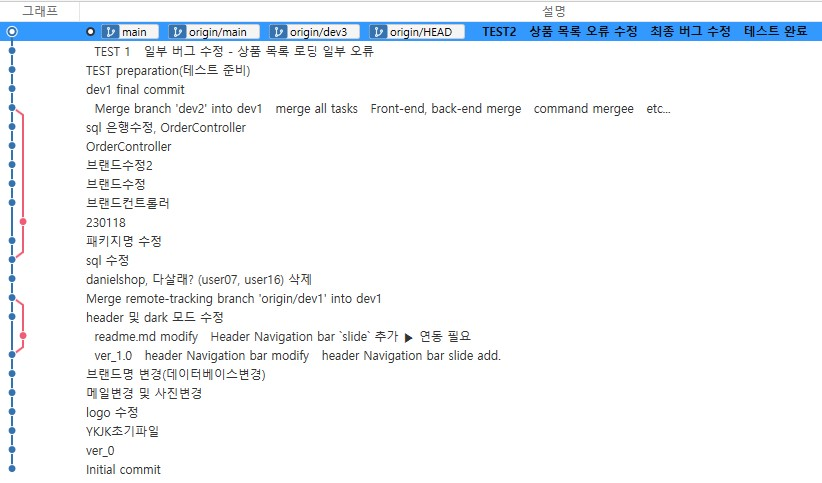 그래프 설명
main origin/main origin/dev3 origin/HEAD TEST2 상품 목록 오류 수정 최종 버그 수정 테스트 완료
TEST 1 일부 버그 수정 - 상품 목록 로딩 일부 오류
TEST preparation(테스트 준비)
dev1 final commit
Merge branch 'dev2' into dev1 merge all tasks Front-end, back-end merge command mergee etc...
sql 은행수정, OrderController
OrderController
브랜드수정2
브랜드수정
브랜드컨트롤러
230118
패키지명 수정
sql 수정
danielshop, 다살래? (user07, user16) 삭제
Merge remote-tracking branch 'origin/dev1' into dev1
header 및 dark 모드 수정
readme.md modify Header Navigation bar `slide` 추가 ▶ 연동 필요
ver_1.0 header Navigation bar modify header Navigation bar slide add.
브랜드명 변경(데이터베이스변경)
메일변경 및 사진변경
logo 수정
YKJK초기파일
ver_0
Initial commit